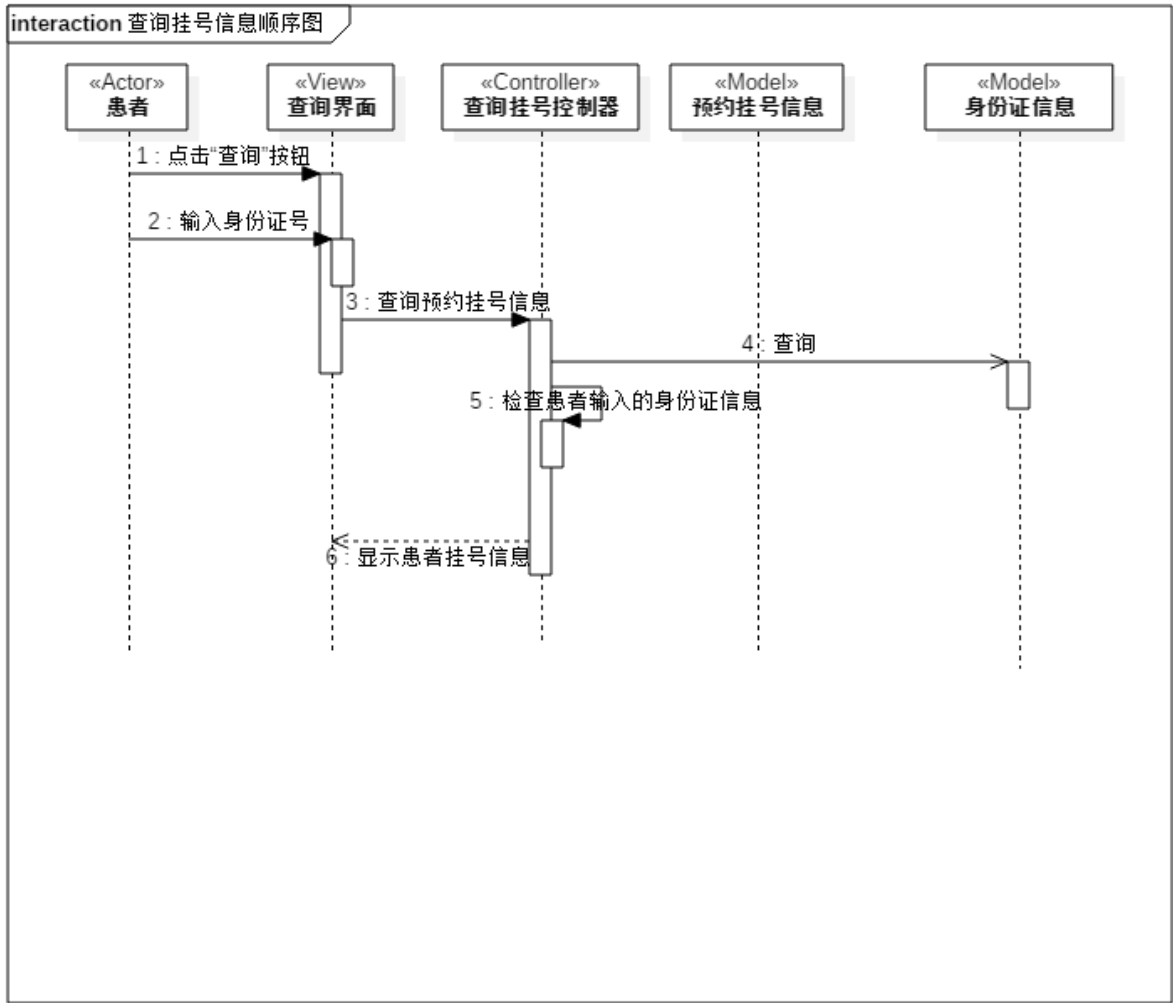 interaction 查询挂号信息顺序图
«Actor»
患者
«View»
查询界面
«Controller»
查询挂号控制器
«Model»
预约挂号信息
«Model»
身份证信息
1 : 点击“查询”按钮
2 : 输入身份证号
3 : 查询预约挂号信息
4 : 查询
5 : 检查患者输入的身份证信息
6 : 显示患者挂号信息